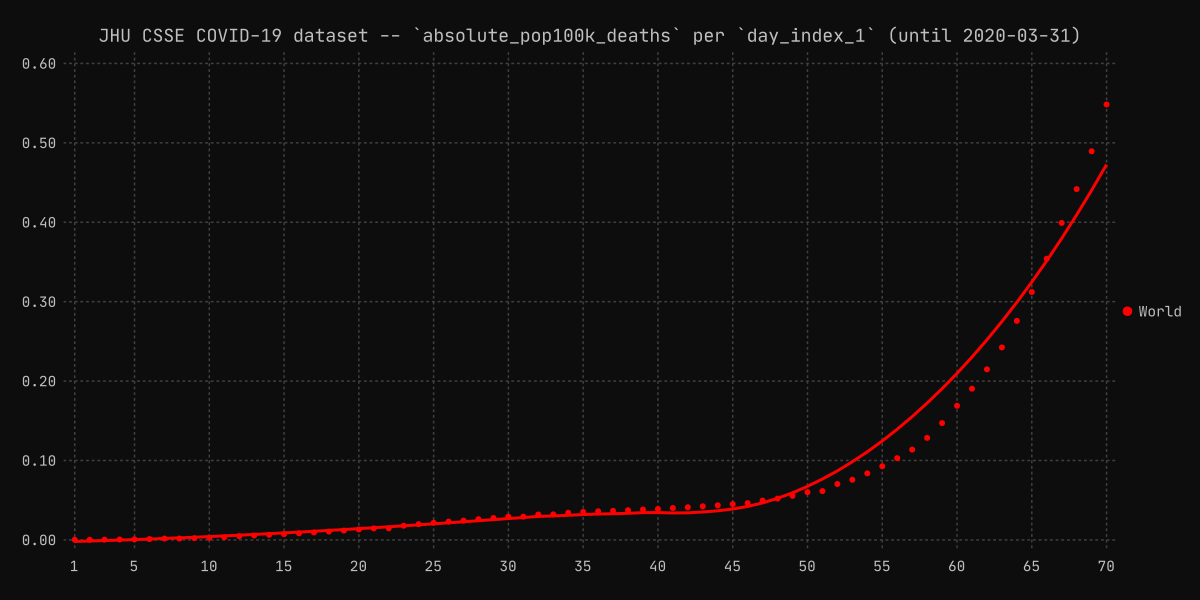 JHU CSSE COVID-19 dataset -- `absolute_pop100k_deaths` per `day_index_1` (until 2020-03-31)
0.60
0.50
0.40
0.30
0.20
0.10
0.00
World
1 5 10 15 20 25 30 35 40 45 50 55 60 65 70